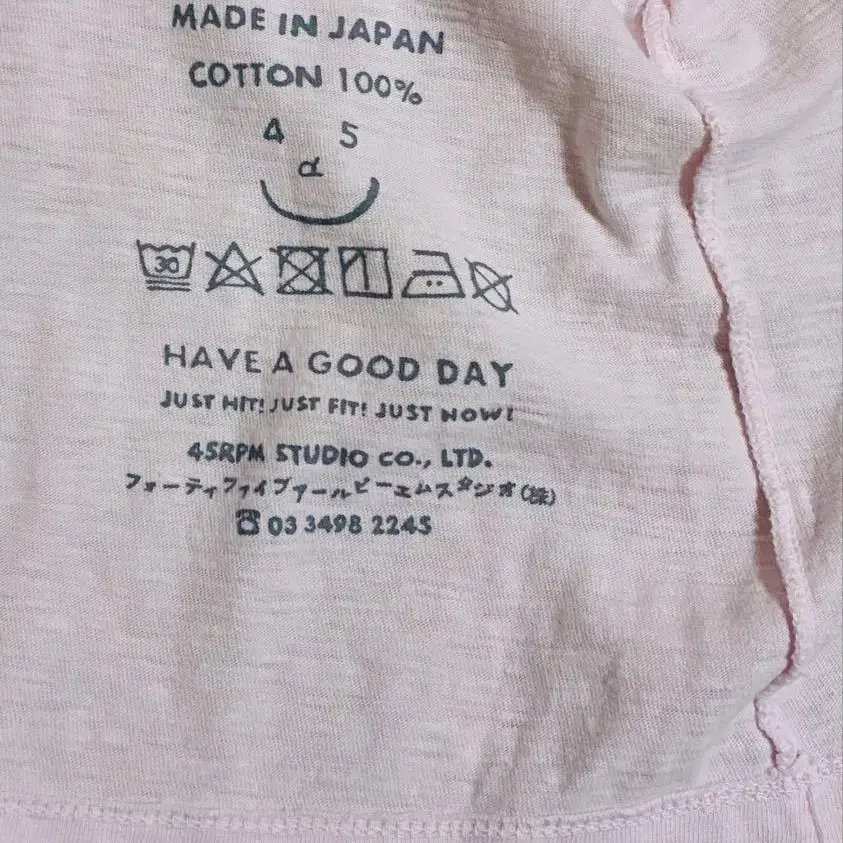 MADE IN JAPAN
COTTON 100%
4 5
R
30
HAVE A GOOD DAY
JUST HIT! JUST FIT! JUST NOW!
45RPM STUDIO CO., LTD.
フォーティファイブアールピーエムスタジオ(株)
☎ 03 3498 2245